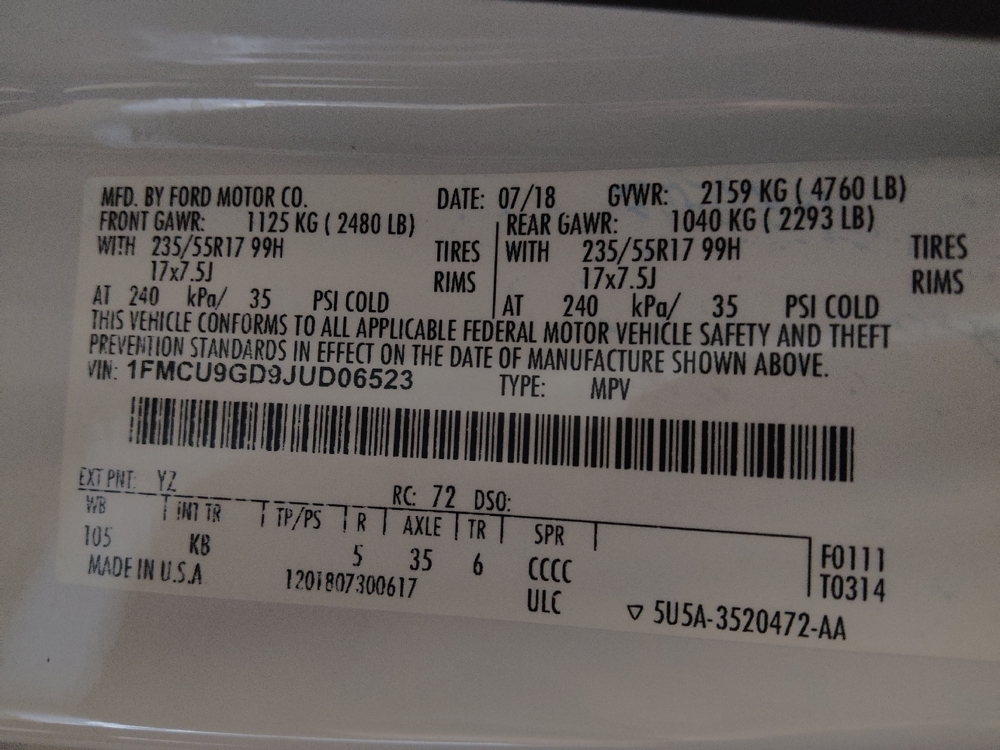 MFD. BY FORD MOTOR CO. DATE: 07/18 GVWR: 2159 KG ( 4760 LB)
FRONT GAWR: 1125 KG ( 2480 LB) REAR GAWR: 1040 KG ( 2293 LB)
WITH 235/55R17 99H TIRES WITH 235/55R17 99H TIRES
17x7.5J RIMS 17x7.5J RIMS
AT 240 kPa/ 35 PSI COLD AT 240 kPa/ 35 PSI COLD
THIS VEHICLE CONFORMS TO ALL APPLICABLE FEDERAL MOTOR VEHICLE SAFETY AND THEFT
PREVENTION STANDARDS IN EFFECT ON THE DATE OF MANUFACTURE SHOWN ABOVE.
VIN: 1FMCU9GD9JUD06523 TYPE: MPV
EXT PNT: YZ RC: 72 DSO:
WB INT TR TP/PS R AXLE TR SPR
105 KB 5 35 6 CCCC F0111
MADE IN U.S.A 1201807300617 ULC T0314
▽ 5U5A-3520472-AA